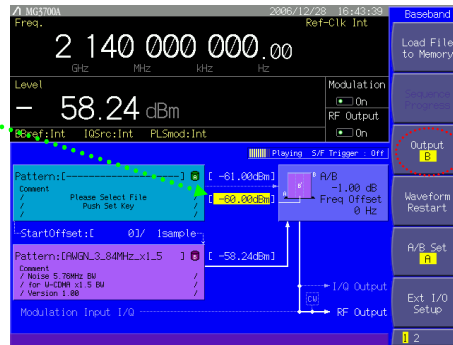 MG3700A
2006/12/28 16:43:39
Baseband
Freq.
Ref-Clk Int
2 140 000 000.00
GHz MHz kHz Hz
Load File
to Memory
Level
Modulation
On
- 58.24 dBm
RF Output
On
Sequence
Progress
BBref:Int IQSrc:Int PLSmod:Int
Playing S/F Trigger : Off
Output
B
Pattern:[--------------] [ -61.00dBm]
A/B
-1.00 dB
Comment
/ Please Select File /
/ Push Set Key /
/ /
[ -60.00dBm]
Freq Offset
0 Hz
B
A
Waveform
Restart
StartOffset:[ 0]/ 1sample
Pattern:[AWGN_3_84MHz_x1_5 ] [ -58.24dBm]
A/B Set
A
Comment
/ Noise 5.76MHz BW /
/ for W-CDMA x1.5 BW /
/ Version 1.00 /
I/Q Output
CW
Modulation Input I/Q
RF Output
Ext I/O
Setup
1 2